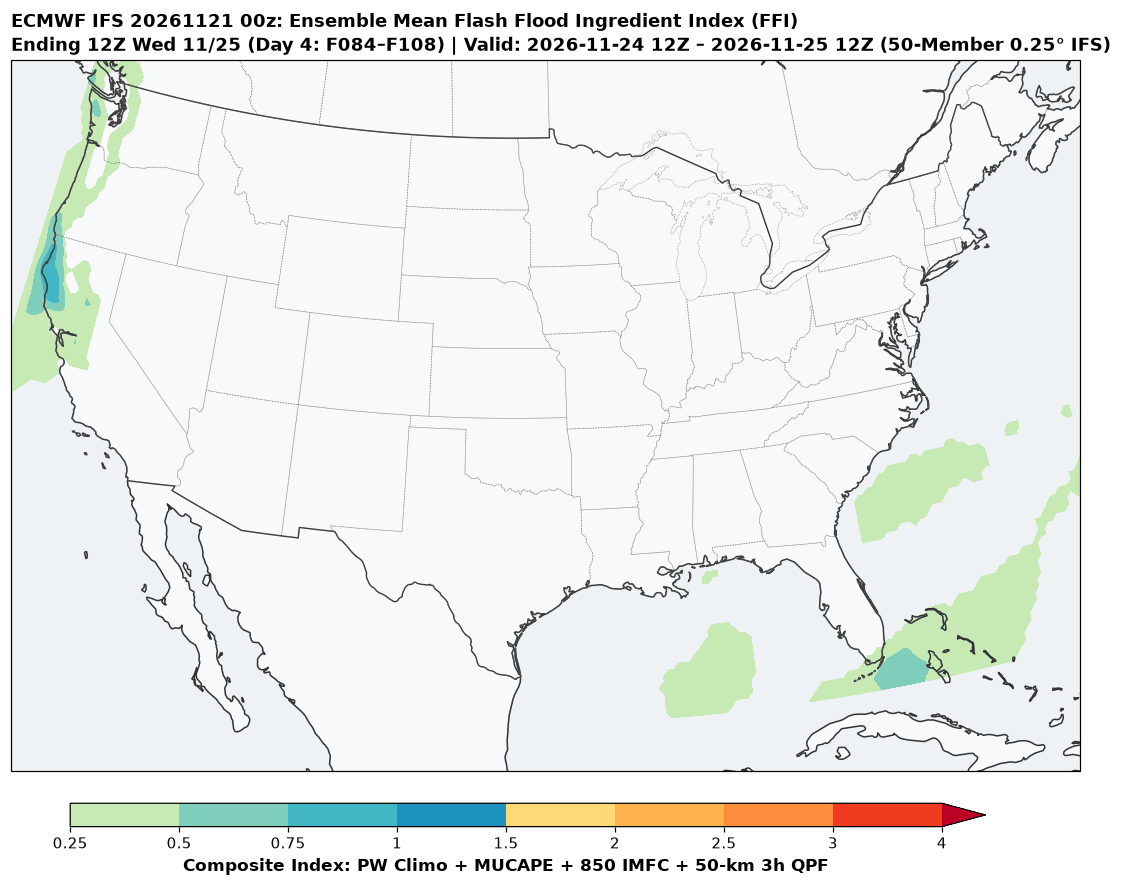 ECMWF IFS 20261121 00z: Ensemble Mean Flash Flood Ingredient Index (FFI)
Ending 12Z Wed 11/25 (Day 4: F084–F108) | Valid: 2026-11-24 12Z – 2026-11-25 12Z (50-Member 0.25° IFS)
0.25 0.5 0.75 1 1.5 2 2.5 3 4
Composite Index: PW Climo + MUCAPE + 850 IMFC + 50-km 3h QPF